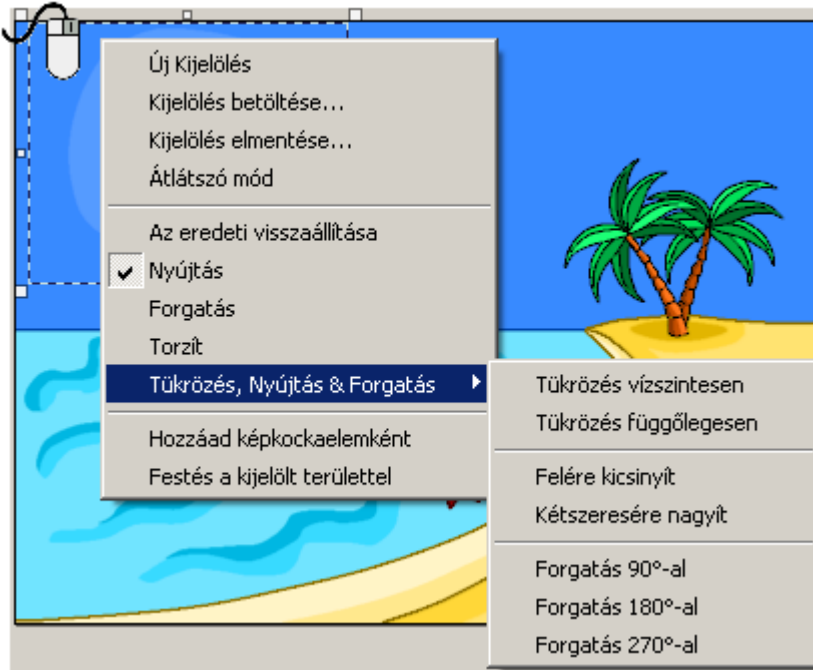 Új Kijelölés
Kijelölés betöltése...
Kijelölés elmentése...
Átlátszó mód
Az eredeti visszaállítása
Nyújtás
Forgatás
Torzít
Tükrözés, Nyújtás & Forgatás
Hozzáad képkockaelemként
Festés a kijelölt területtel
Tükrözés vízszintesen
Tükrözés függőlegesen
Felére kicsinyít
Kétszeresére nagyít
Forgatás 90°-al
Forgatás 180°-al
Forgatás 270°-al